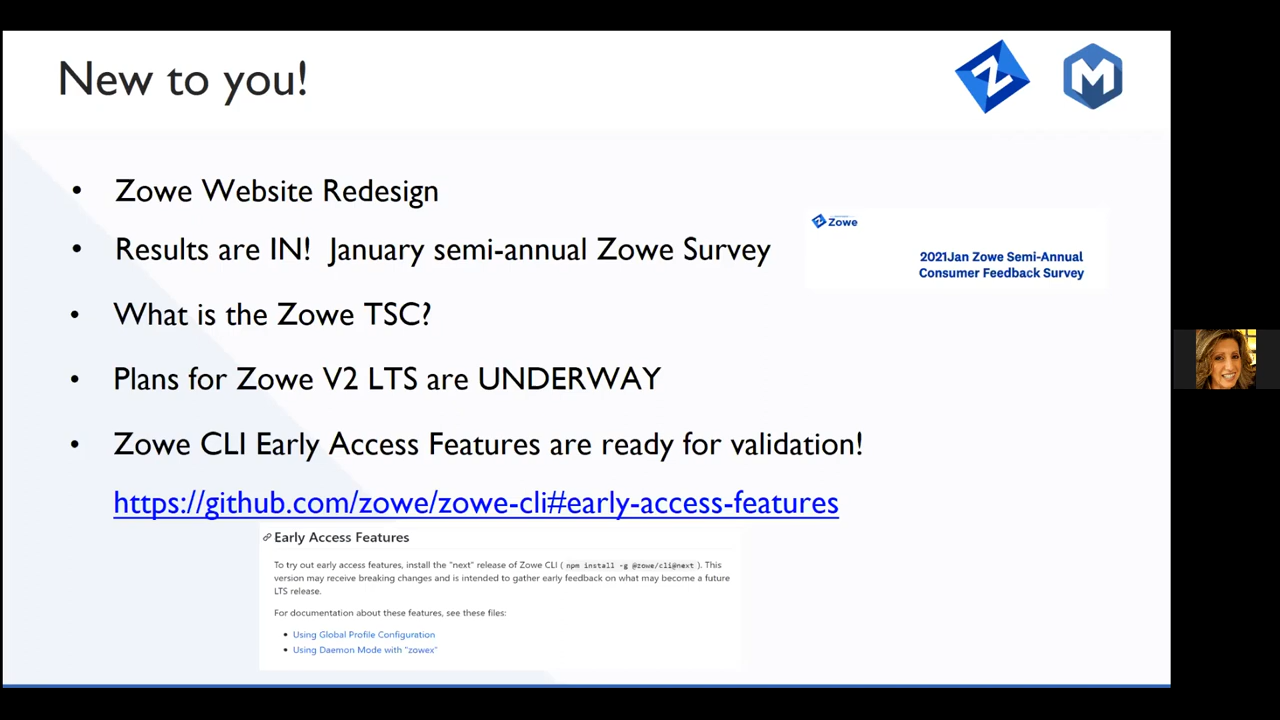 New to you!
• Zowe Website Redesign
• Results are IN! January semi-annual Zowe Survey
Zowe
2021Jan Zowe Semi-Annual
Consumer Feedback Survey
• What is the Zowe TSC?
• Plans for Zowe V2 LTS are UNDERWAY
• Zowe CLI Early Access Features are ready for validation!
https://github.com/zowe/zowe-cli#early-access-features
Early Access Features
To try out early access features, install the "next" release of Zowe CLI ( npm install -g @zowe/cli@next ). This
version may receive breaking changes and is intended to gather early feedback on what may become a future
LTS release.
For documentation about these features, see these files:
• Using Global Profile Configuration
• Using Daemon Mode with "zowex"